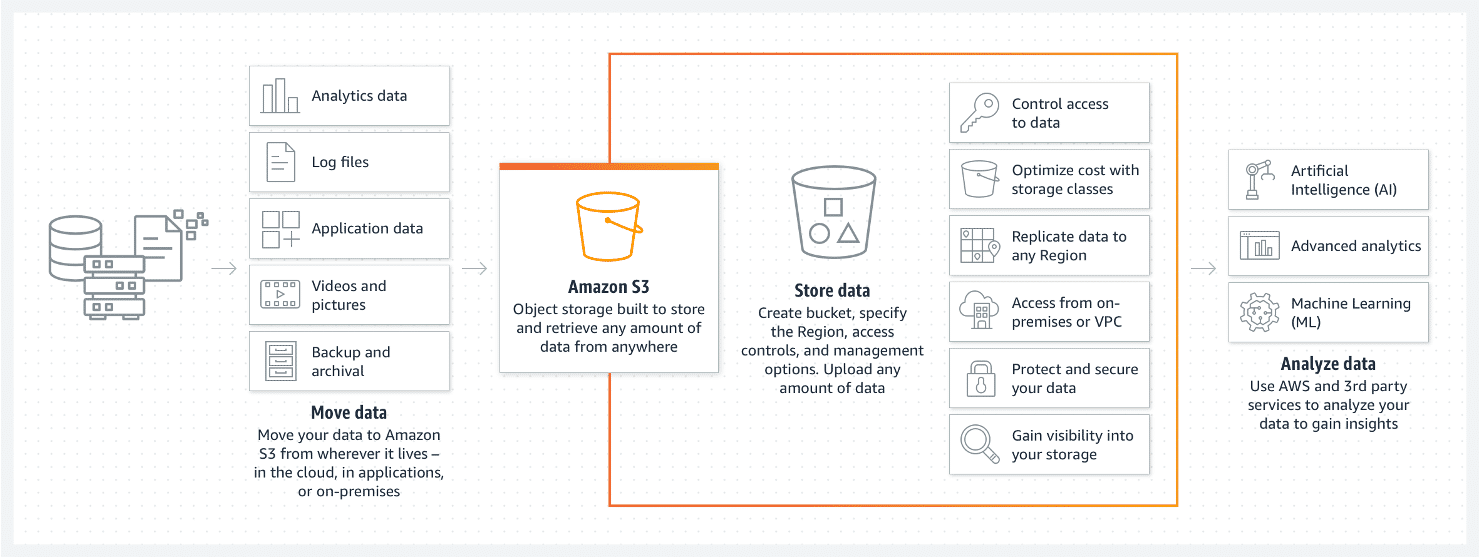 Analytics data
Log files
Application data
Videos and
pictures
Backup and
archival
Move data
Move your data to Amazon
S3 from wherever it lives –
in the cloud, in applications,
or on-premises
Amazon S3
Object storage built to store
and retrieve any amount of
data from anywhere
Store data
Create bucket, specify
the Region, access
controls, and management
options. Upload any
amount of data
Control access
to data
Optimize cost with
storage classes
Replicate data to
any Region
Access from on-
premises or VPC
Protect and secure
your data
Gain visibility into
your storage
Artificial
Intelligence (AI)
Advanced analytics
Machine Learning
(ML)
Analyze data
Use AWS and 3rd party
services to analyze your
data to gain insights